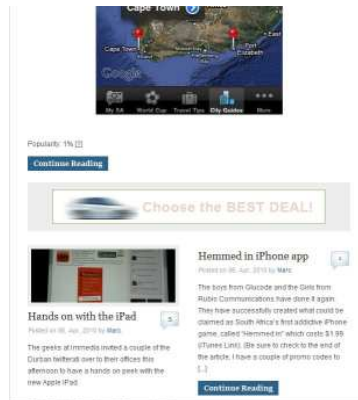 Cape Town
Cape Town
East
Port
Elizabeth
Google
My SA
World Cup
Travel Tips
City Guides
More
Popularity: 1% [?]
Continue Reading
Choose the BEST DEAL!
Hands on with the iPad
5
Posted on 08, Apr, 2010 by Marc
The geeks at Immedia invited a couple of the
Durban twitterati over to their offices this
afternoon to have a hands on peek with the
new Apple iPad.
Hemmed in iPhone app
Posted on 06, Apr, 2010 by Marc
The boys from Glucode and the Girls from
Rubix Communications have done it again.
They have successfully created what could be
claimed as South Africa's first addictive iPhone
game, called "Hemmed in" which costs $1.99
(iTunes Link). (Be sure to check to the end of
the article, I have a couple of promo codes to
[...]
Continue Reading